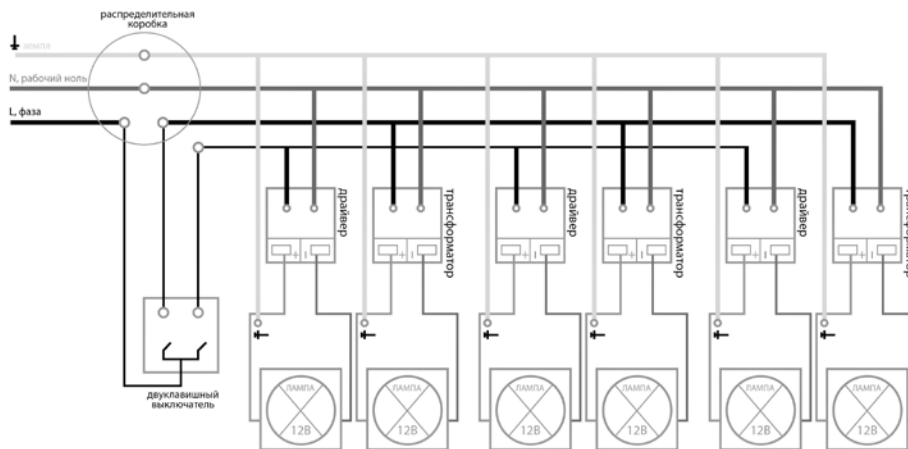 распределительная
коробка
земля
N, рабочий ноль
L, фаза
драйвер
трансформатор
драйвер
трансформатор
драйвер
трансформатор
+ I
+ I
+ I
+ I
+ I
+ I
двуклавишный
выключатель
ЛАМПА
12В
ЛАМПА
12В
ЛАМПА
12В
ЛАМПА
12В
ЛАМПА
12В
ЛАМПА
12В